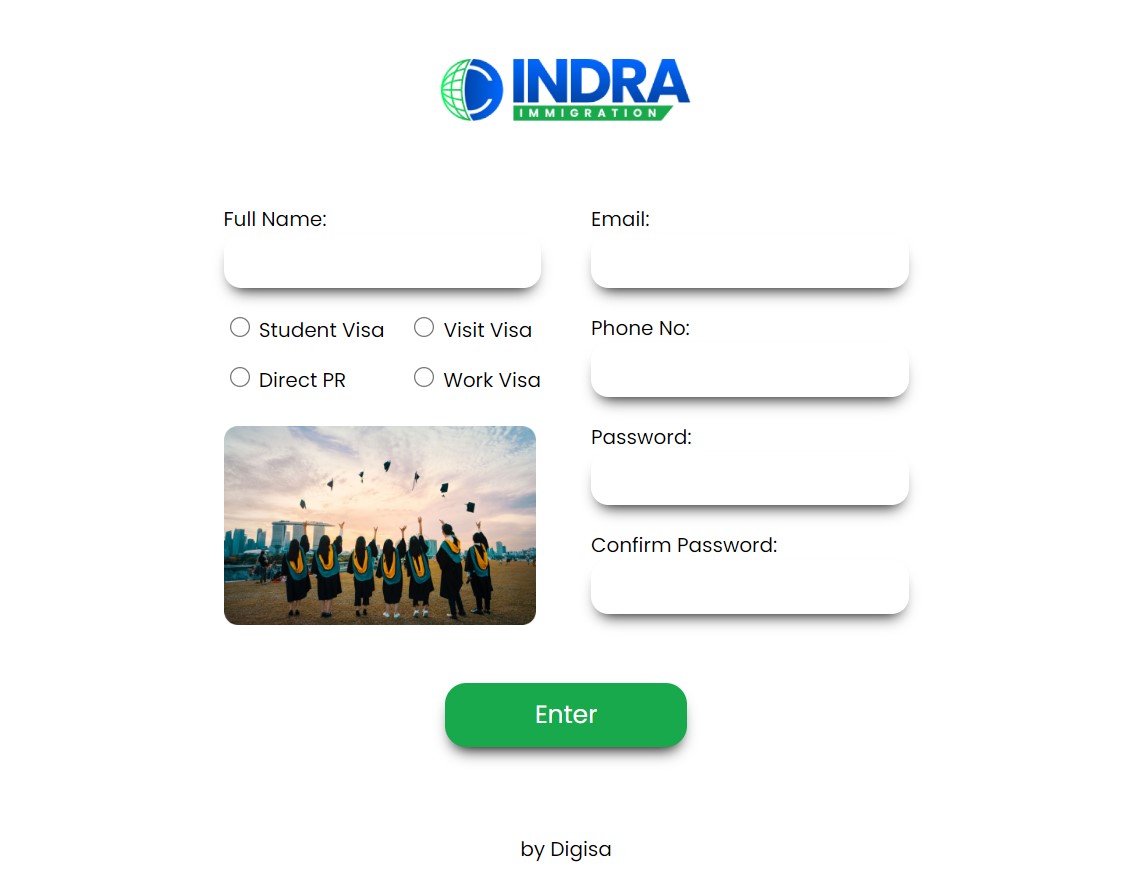 INDRA
IMMIGRATION
Full Name:
Email:
Student Visa
Visit Visa
Phone No:
Direct PR
Work Visa
Password:
Confirm Password:
Enter
by Digisa